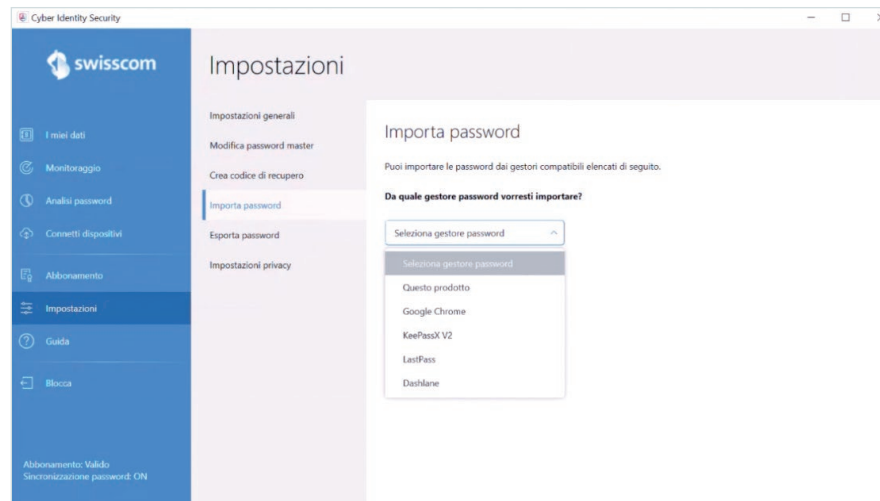 Cyber Identity Security
swisscom
I miei dati
Monitoraggio
Analisi password
Connetti dispositivi
Abbonamento
Impostazioni
Guida
Blocca
Abbonamento: Valido
Sincronizzazione password: ON
Impostazioni
Impostazioni generali
Modifica password master
Crea codice di recupero
Importa password
Esporta password
Impostazioni privacy
Importa password
Puoi importare le password dai gestori compatibili elencati di seguito.
Da quale gestore password vorresti importare?
Seleziona gestore password
Seleziona gestore password
Questo prodotto
Google Chrome
KeePassX V2
LastPass
Dashlane